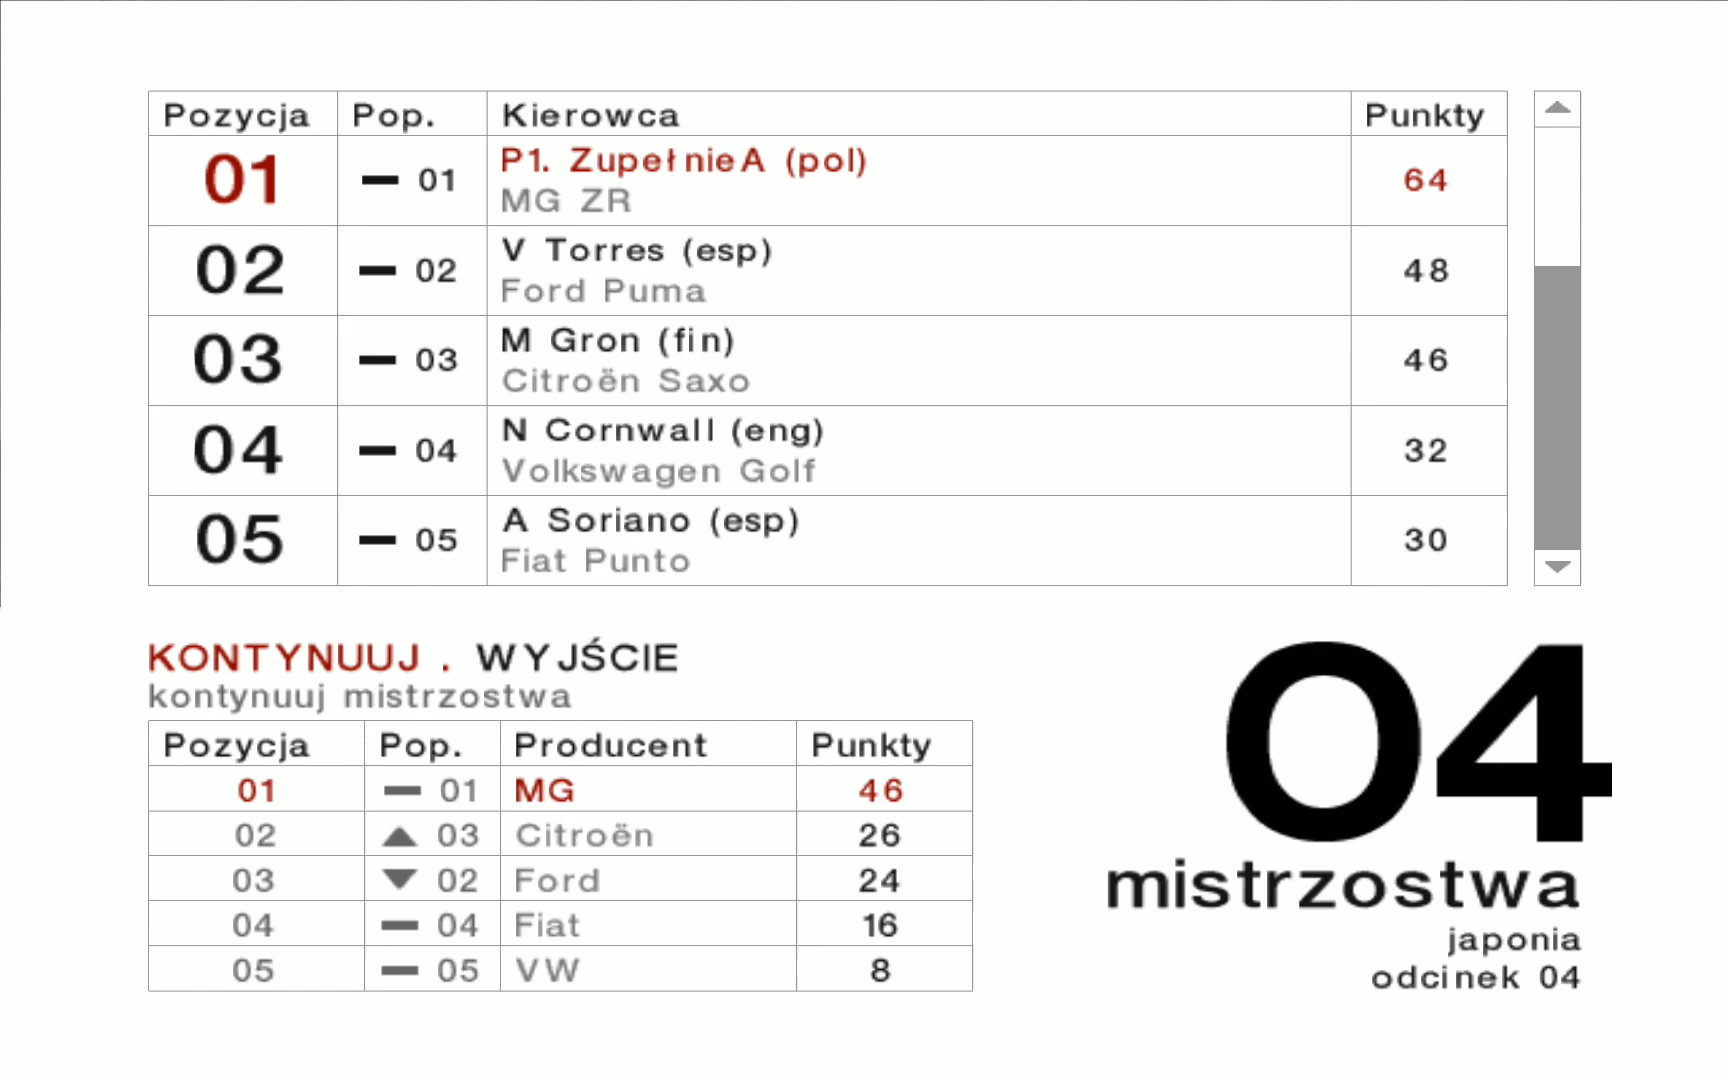 Pozycja Pop. Kierowca Punkty
01 01 P1. ZupełnieA (pol) 64
MG ZR
02 02 V Torres (esp) 48
Ford Puma
03 03 M Gron (fin) 46
Citroën Saxo
04 04 N Cornwall (eng) 32
Volkswagen Golf
05 05 A Soriano (esp) 30
Fiat Punto
KONTYNUUJ . WYJŚCIE
kontynuuj mistrzostwa
Pozycja Pop. Producent Punkty
01 01 MG 46
02 03 Citroën 26
03 02 Ford 24
04 04 Fiat 16
05 05 VW 8
04
mistrzostwa
japonia
odcinek 04